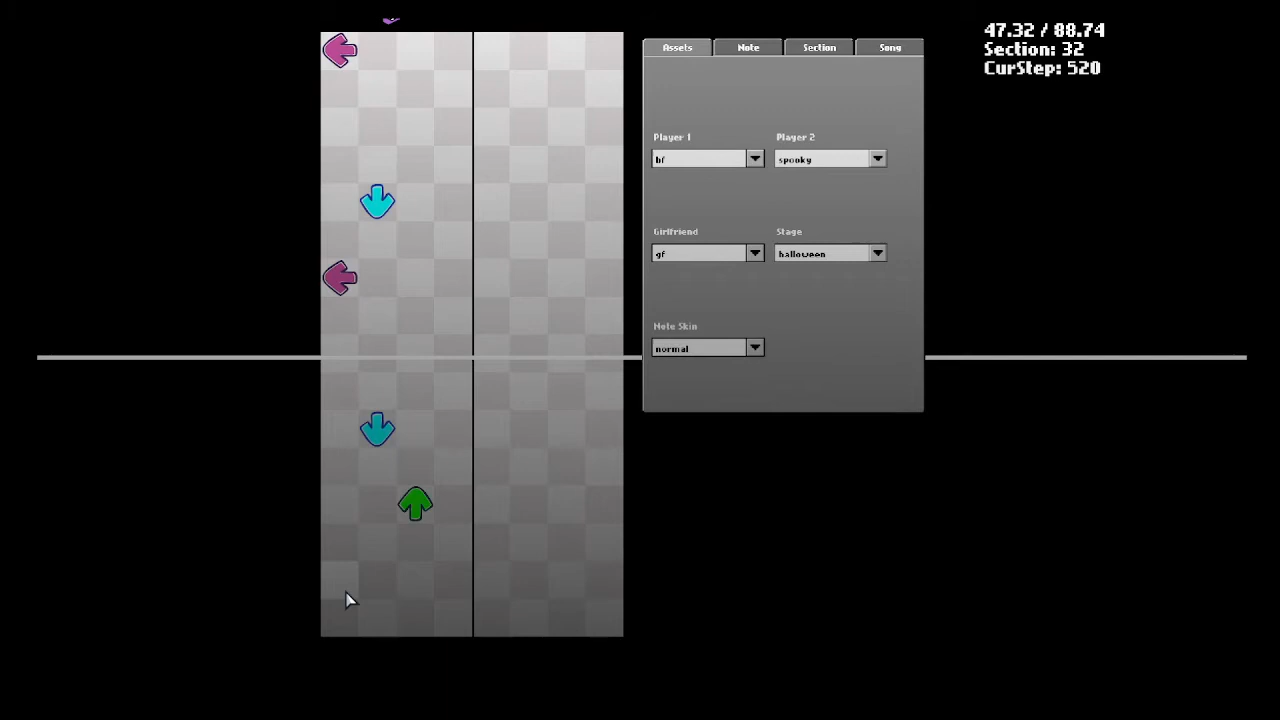 47.32 / 88.74
Section: 32
CurStep: 520
Assets Note Section Song
Player 1 Player 2
bf spooky
Girlfriend Stage
gf halloween
Note Skin
normal